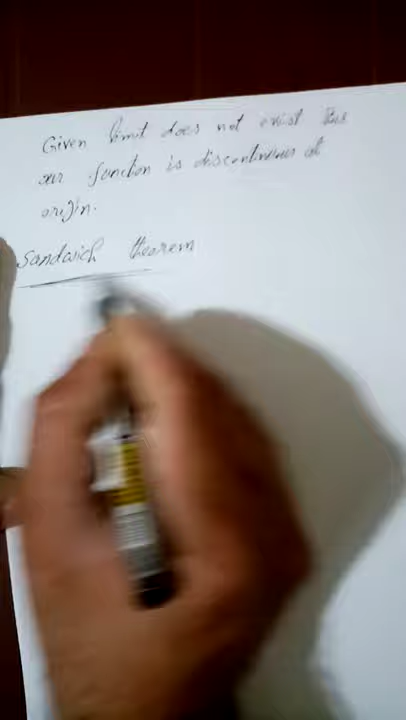 Given limit does not exist thus
our function is discontinuous at
origin.
Sandwich theorem